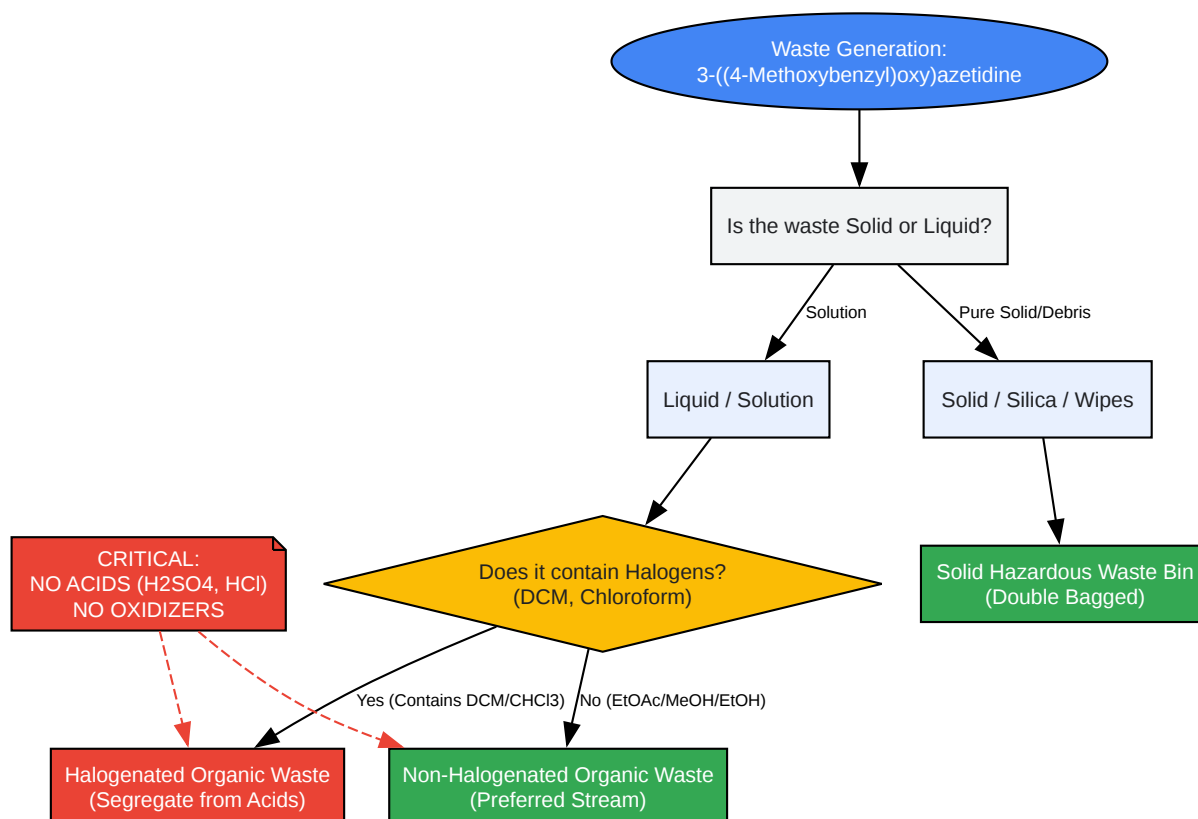 Waste Generation:
3-((4-Methoxybenzyl)oxy)azetidine
Is the waste Solid or Liquid?
Solution
Pure Solid/Debris
Liquid / Solution
Solid / Silica / Wipes
CRITICAL:
NO ACIDS (H2SO4, HCl)
NO OXIDIZERS
Does it contain Halogens?
(DCM, Chloroform)
Solid Hazardous Waste Bin
(Double Bagged)
Yes (Contains DCM/CHCl3)
No (EtOAc/MeOH/EtOH)
Halogenated Organic Waste
(Segregate from Acids)
Non-Halogenated Organic Waste
(Preferred Stream)